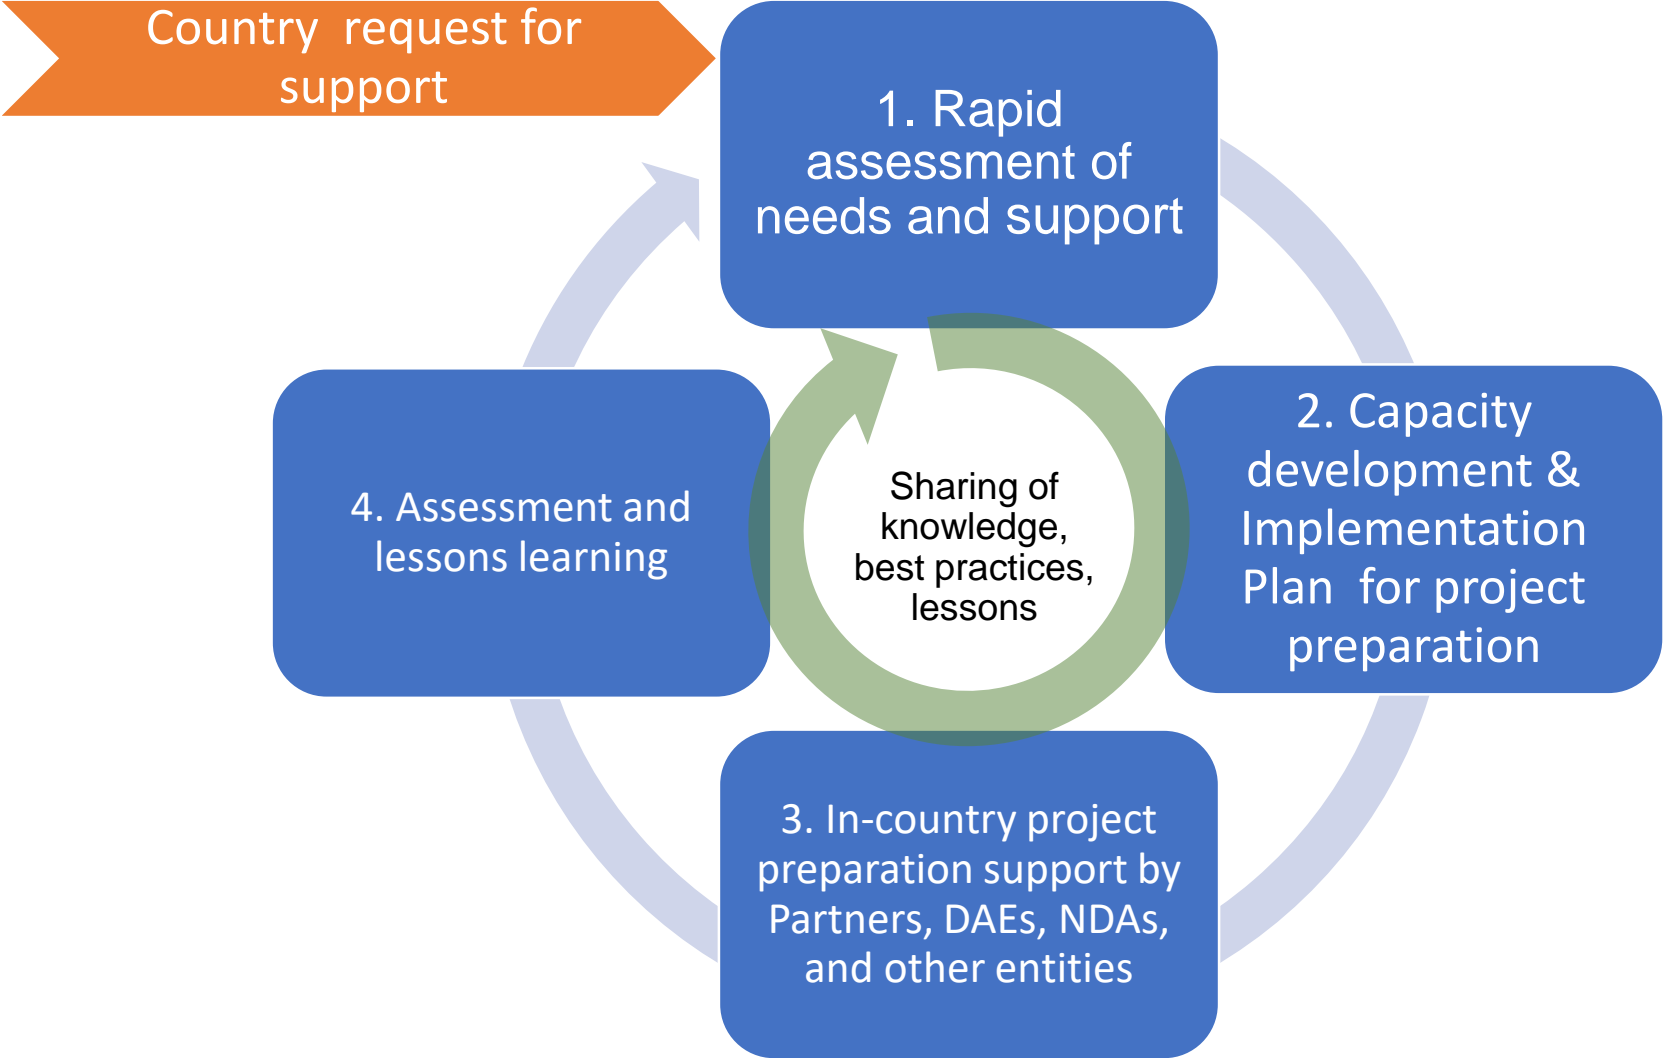 Country  request for
support
1. Rapid
assessment of
needs and support
2. Capacity
development &
Implementation
Plan  for project
preparation
3. In-country project
preparation support by
Partners, DAEs, NDAs,
and other entities
4. Assessment and
lessons learning
Sharing of
knowledge,
best practices,
lessons